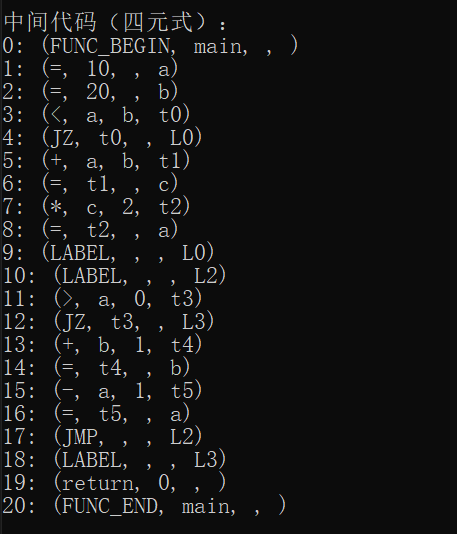 中间代码（四元式）：
0: (FUNC_BEGIN, main, , )
1: (=, 10, , a)
2: (=, 20, , b)
3: (<, a, b, t0)
4: (JZ, t0, , L0)
5: (+, a, b, t1)
6: (=, t1, , c)
7: (*, c, 2, t2)
8: (=, t2, , a)
9: (LABEL, , , L0)
10: (LABEL, , , L2)
11: (>, a, 0, t3)
12: (JZ, t3, , L3)
13: (+, b, 1, t4)
14: (=, t4, , b)
15: (-, a, 1, t5)
16: (=, t5, , a)
17: (JMP, , , L2)
18: (LABEL, , , L3)
19: (return, 0, , )
20: (FUNC_END, main, , )